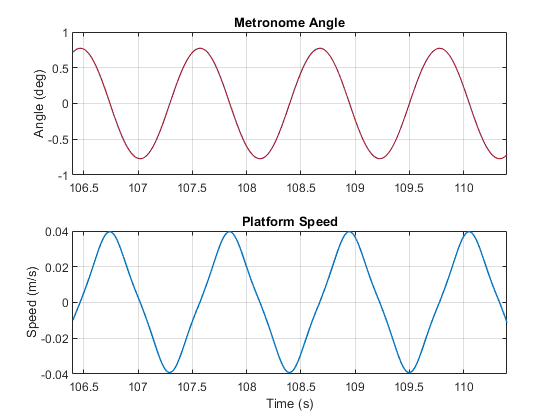 Metronome Angle
1
0.5
0
-0.5
-1
Angle (deg)
106.5 107 107.5 108 108.5 109 109.5 110
Platform Speed
0.04
0.02
0
-0.02
-0.04
Speed (m/s)
106.5 107 107.5 108 108.5 109 109.5 110
Time (s)